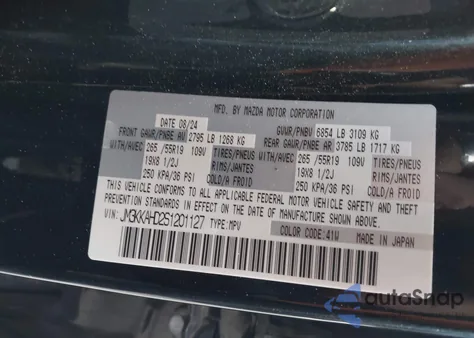 MFD. BY MAZDA MOTOR CORPORATION
DATE 08/24 GVWR/PNBV 6854 LB 3109 KG
FRONT GAWR/PNBE AV 2795 LB 1268 KG REAR GAWR/PNBE AR 3785 LB 1717 KG
WITH/AVEC 265 /55R19 109V TIRES/PNEUS WITH/AVEC 265 /55R19 109V TIRES/PNEUS
19X8 1/2J RIMS/JANTES 19X8 1/2J RIMS/JANTES
250 KPA/36 PSI COLD/A FROID 250 KPA/36 PSI COLD/A FROID
THIS VEHICLE CONFORMS TO ALL APPLICABLE FEDERAL MOTOR VEHICLE SAFETY AND THEFT
PREVENTION STANDARDS IN EFFECT ON THE DATE OF MANUFACTURE SHOWN ABOVE.
JM3KKAHD2S1201127 TYPE:MPV COLOR CODE:41W MADE IN JAPAN
autoSnap